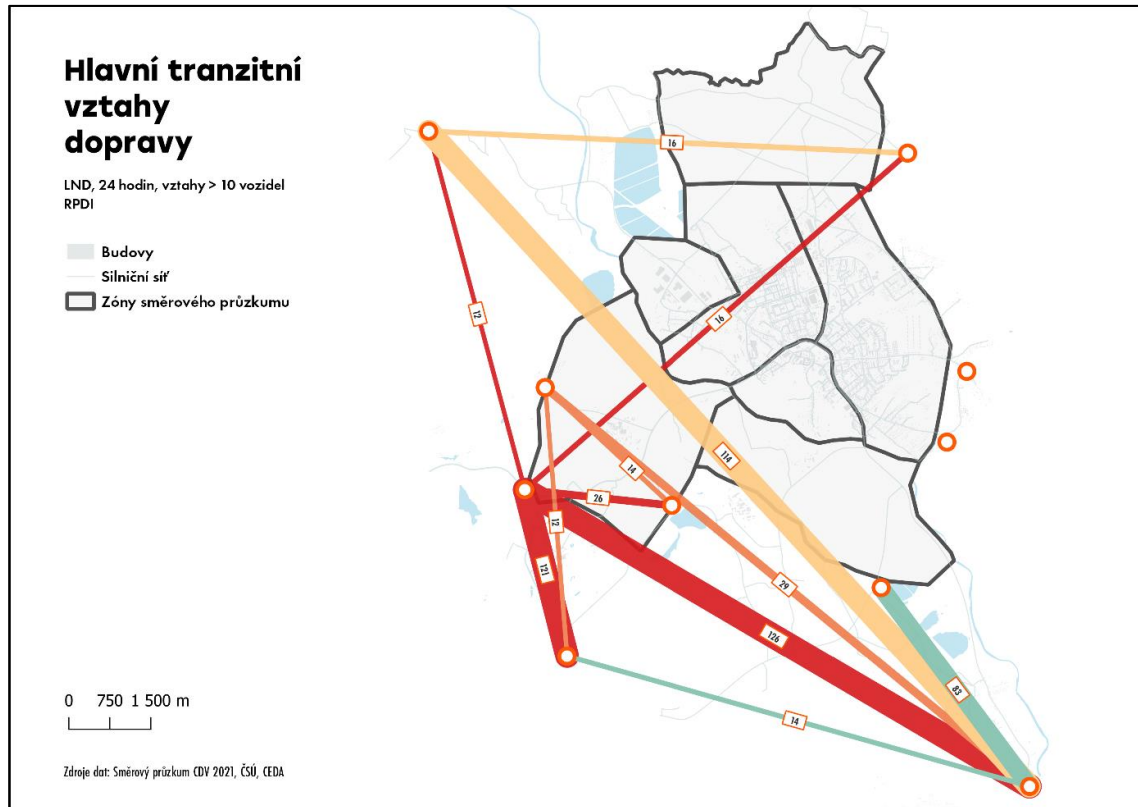 Hlavní tranzitní
vztahy
dopravy
LND, 24 hodin, vztahy > 10 vozidel
RPDI
Budovy
Silniční síť
Zóny směrového průzkumu
16
12
16
114
14
26
12
121
29
126
83
14
0 750 1 500 m
Zdroje dat: Směrový průzkum CDV 2021, ČSÚ, CEDA